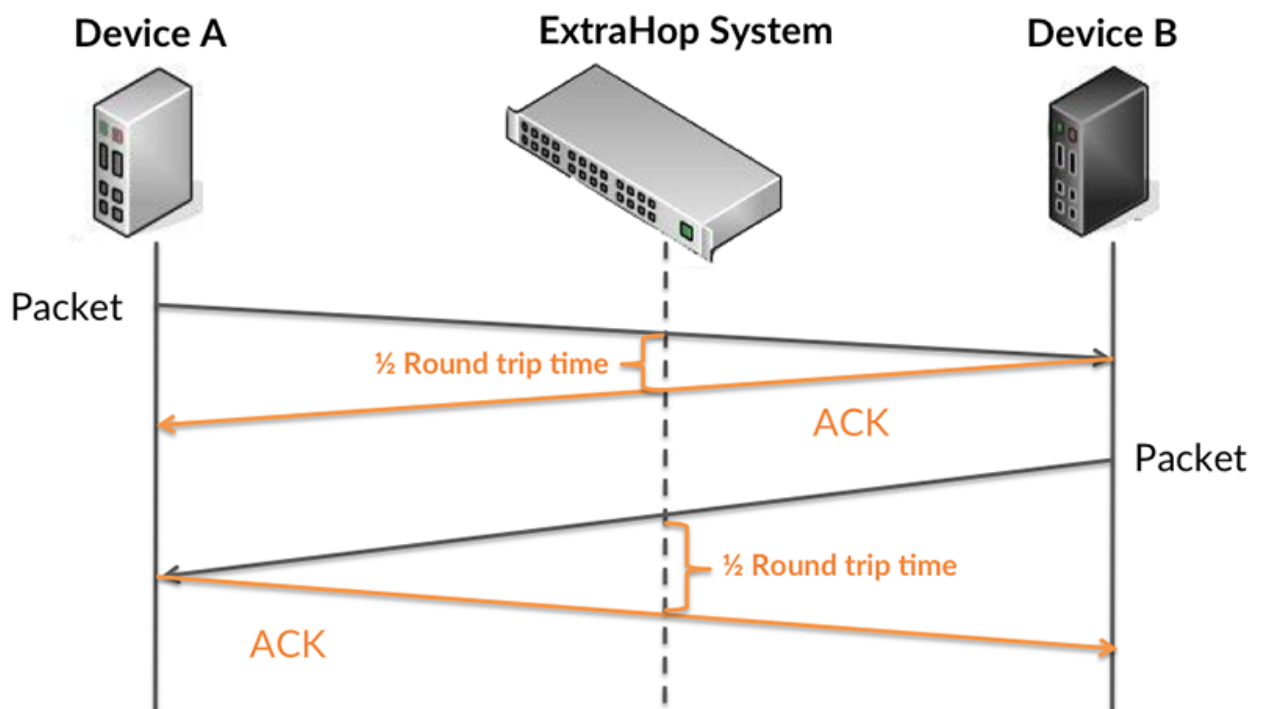 Device A
ExtraHop System
Device B
Packet
½ Round trip time
ACK
Packet
½ Round trip time
ACK